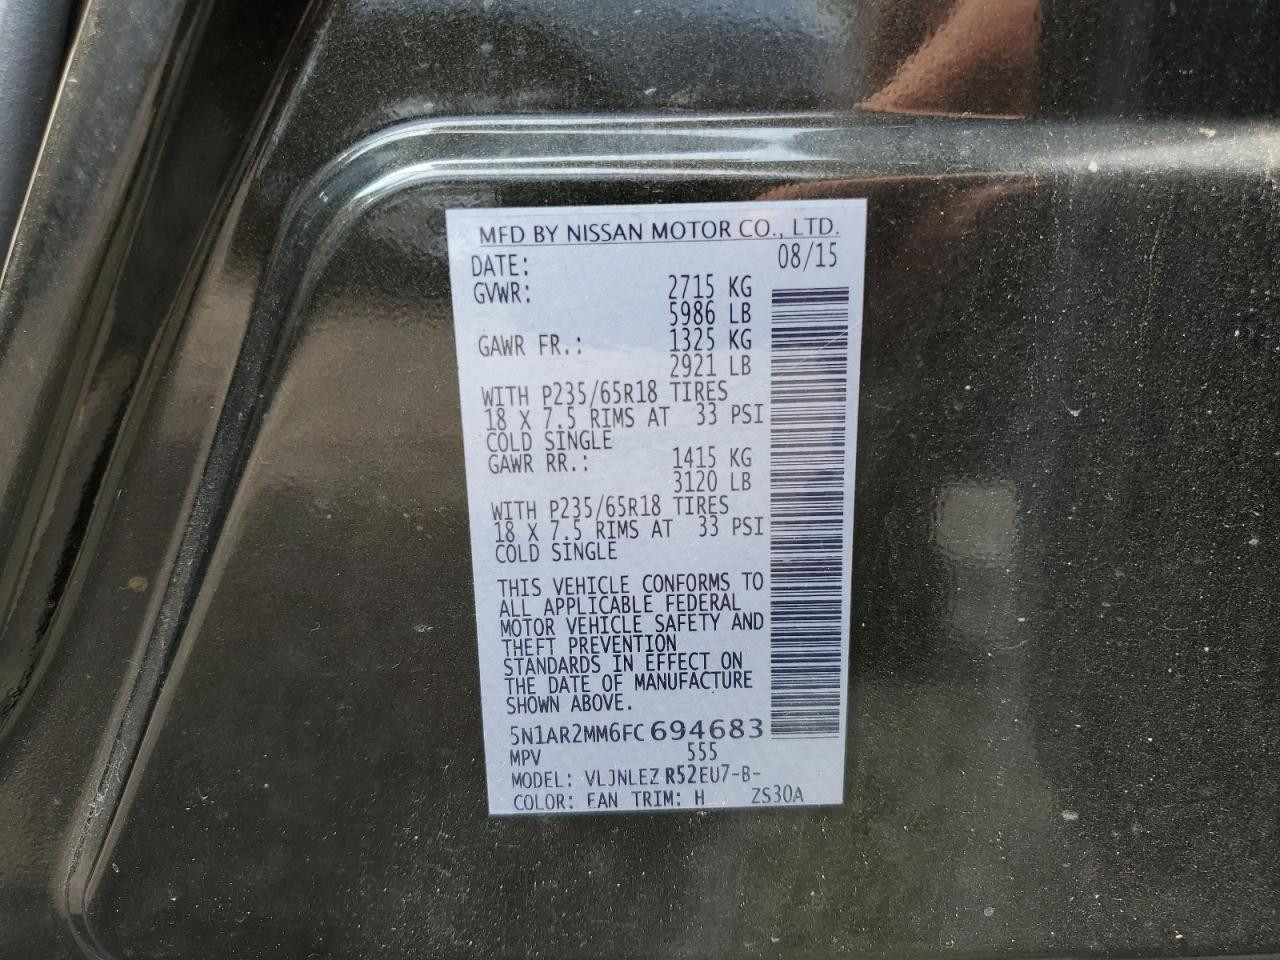 MFD BY NISSAN MOTOR CO., LTD.
DATE: 08/15
GVWR: 2715 KG
5986 LB
GAWR FR.: 1325 KG
2921 LB
WITH P235/65R18 TIRES
18 X 7.5 RIMS AT 33 PSI
COLD SINGLE
GAWR RR.: 1415 KG
3120 LB
WITH P235/65R18 TIRES
18 X 7.5 RIMS AT 33 PSI
COLD SINGLE
THIS VEHICLE CONFORMS TO
ALL APPLICABLE FEDERAL
MOTOR VEHICLE SAFETY AND
THEFT PREVENTION
STANDARDS IN EFFECT ON
THE DATE OF MANUFACTURE
SHOWN ABOVE.
5N1AR2MM6FC694683
MPV 555
MODEL: VLJNLEZ R52EU7-B-
COLOR: FAN TRIM: H ZS30A